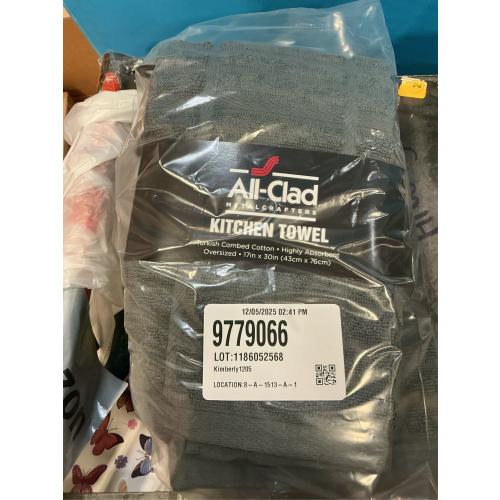 All-Clad
METALCRAFTERS
KITCHEN TOWEL
Turkish Combed Cotton • Highly Absorbent
Oversized • 17in x 30in (43cm x 76cm)
12/05/2025 02:41 PM
9779066
LOT:1186052568
Kimberly1205
LOCATION:8-A-1513-A-1